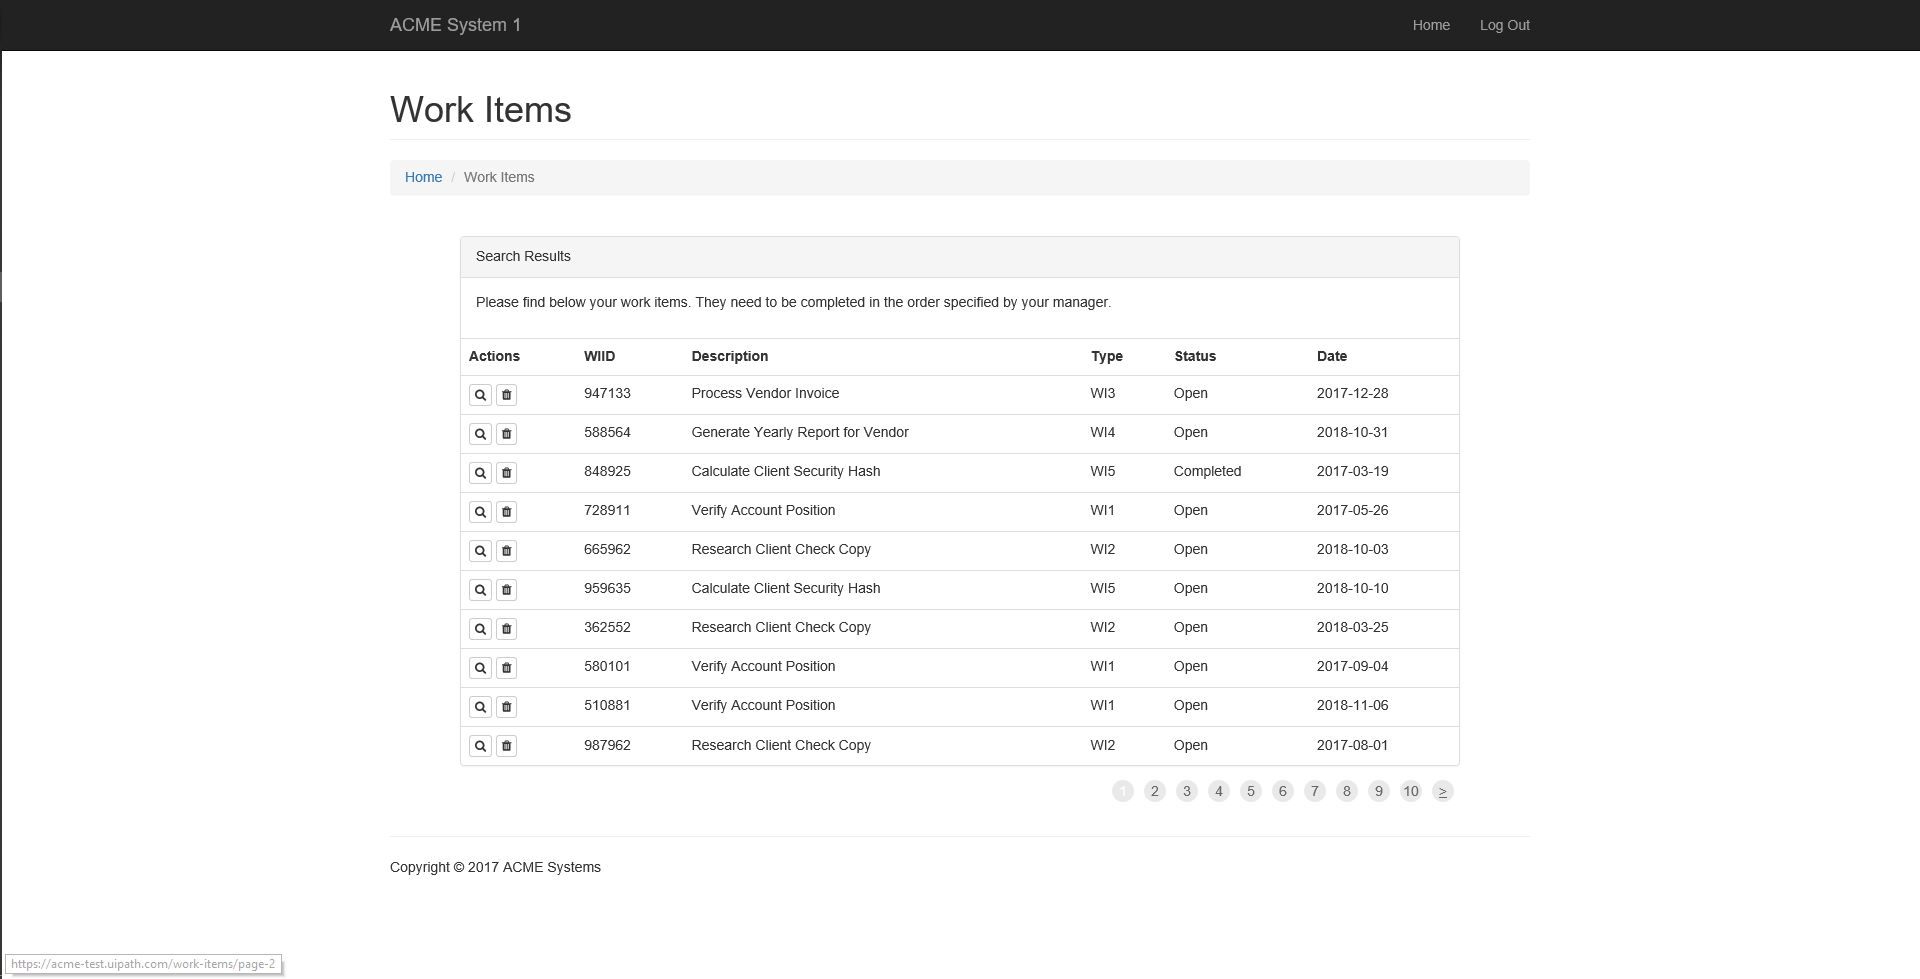 ACME System 1 Home Log Out
Work Items
Home / Work Items
Search Results
Please find below your work items. They need to be completed in the order specified by your manager.
Actions WIID Description Type Status Date
947133 Process Vendor Invoice WI3 Open 2017-12-28
588564 Generate Yearly Report for Vendor WI4 Open 2018-10-31
848925 Calculate Client Security Hash WI5 Completed 2017-03-19
728911 Verify Account Position WI1 Open 2017-05-26
665962 Research Client Check Copy WI2 Open 2018-10-03
959635 Calculate Client Security Hash WI5 Open 2018-10-10
362552 Research Client Check Copy WI2 Open 2018-03-25
580101 Verify Account Position WI1 Open 2017-09-04
510881 Verify Account Position WI1 Open 2018-11-06
987962 Research Client Check Copy WI2 Open 2017-08-01
1 2 3 4 5 6 7 8 9 10 >
Copyright © 2017 ACME Systems
https://acme-test.uipath.com/work-items/page-2